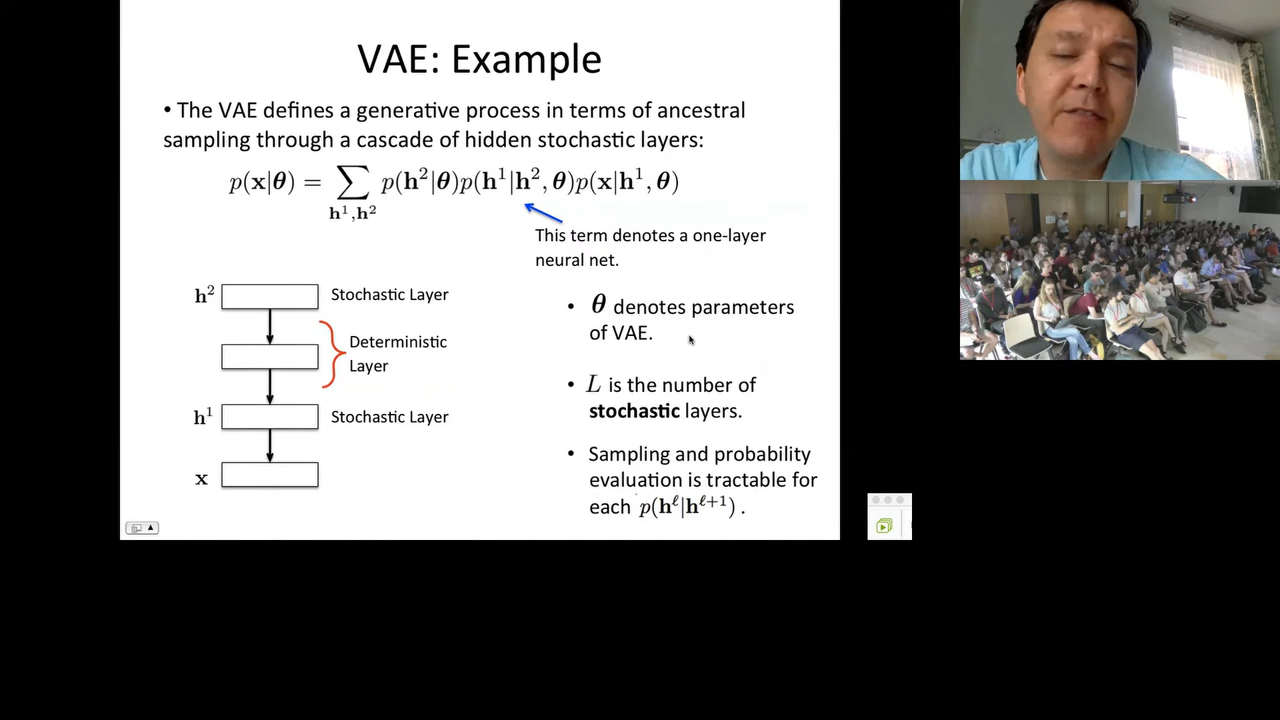 VAE: Example
• The VAE defines a generative process in terms of ancestral
sampling through a cascade of hidden stochastic layers:
p(x|θ) = ∑_{h¹,h²} p(h²|θ)p(h¹|h², θ)p(x|h¹, θ)
This term denotes a one-layer
neural net.
h² Stochastic Layer
Deterministic
Layer
h¹ Stochastic Layer
x
• θ denotes parameters
of VAE.
• L is the number of
stochastic layers.
• Sampling and probability
evaluation is tractable for
each p(h^ℓ|h^{ℓ+1}) .